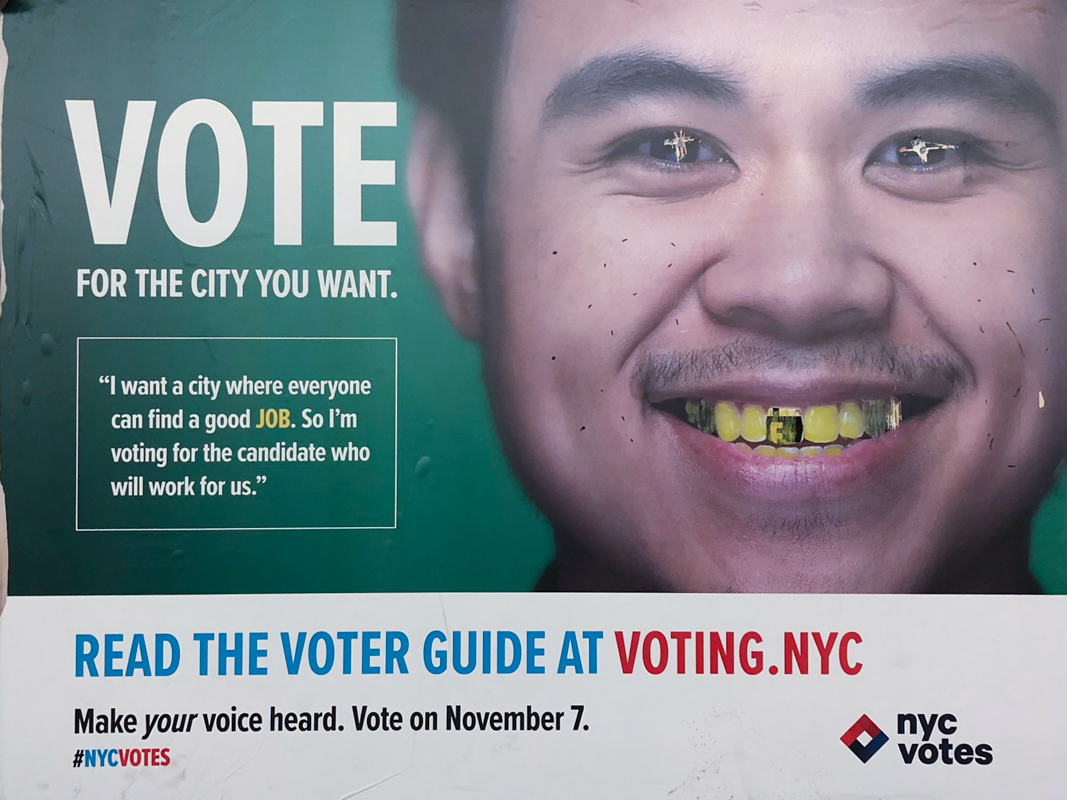 VOTE
FOR THE CITY YOU WANT.
“I want a city where everyone
can find a good JOB. So I’m
voting for the candidate who
will work for us.”
READ THE VOTER GUIDE AT VOTING.NYC
Make your voice heard. Vote on November 7.
#NYCVOTES
nyc
votes